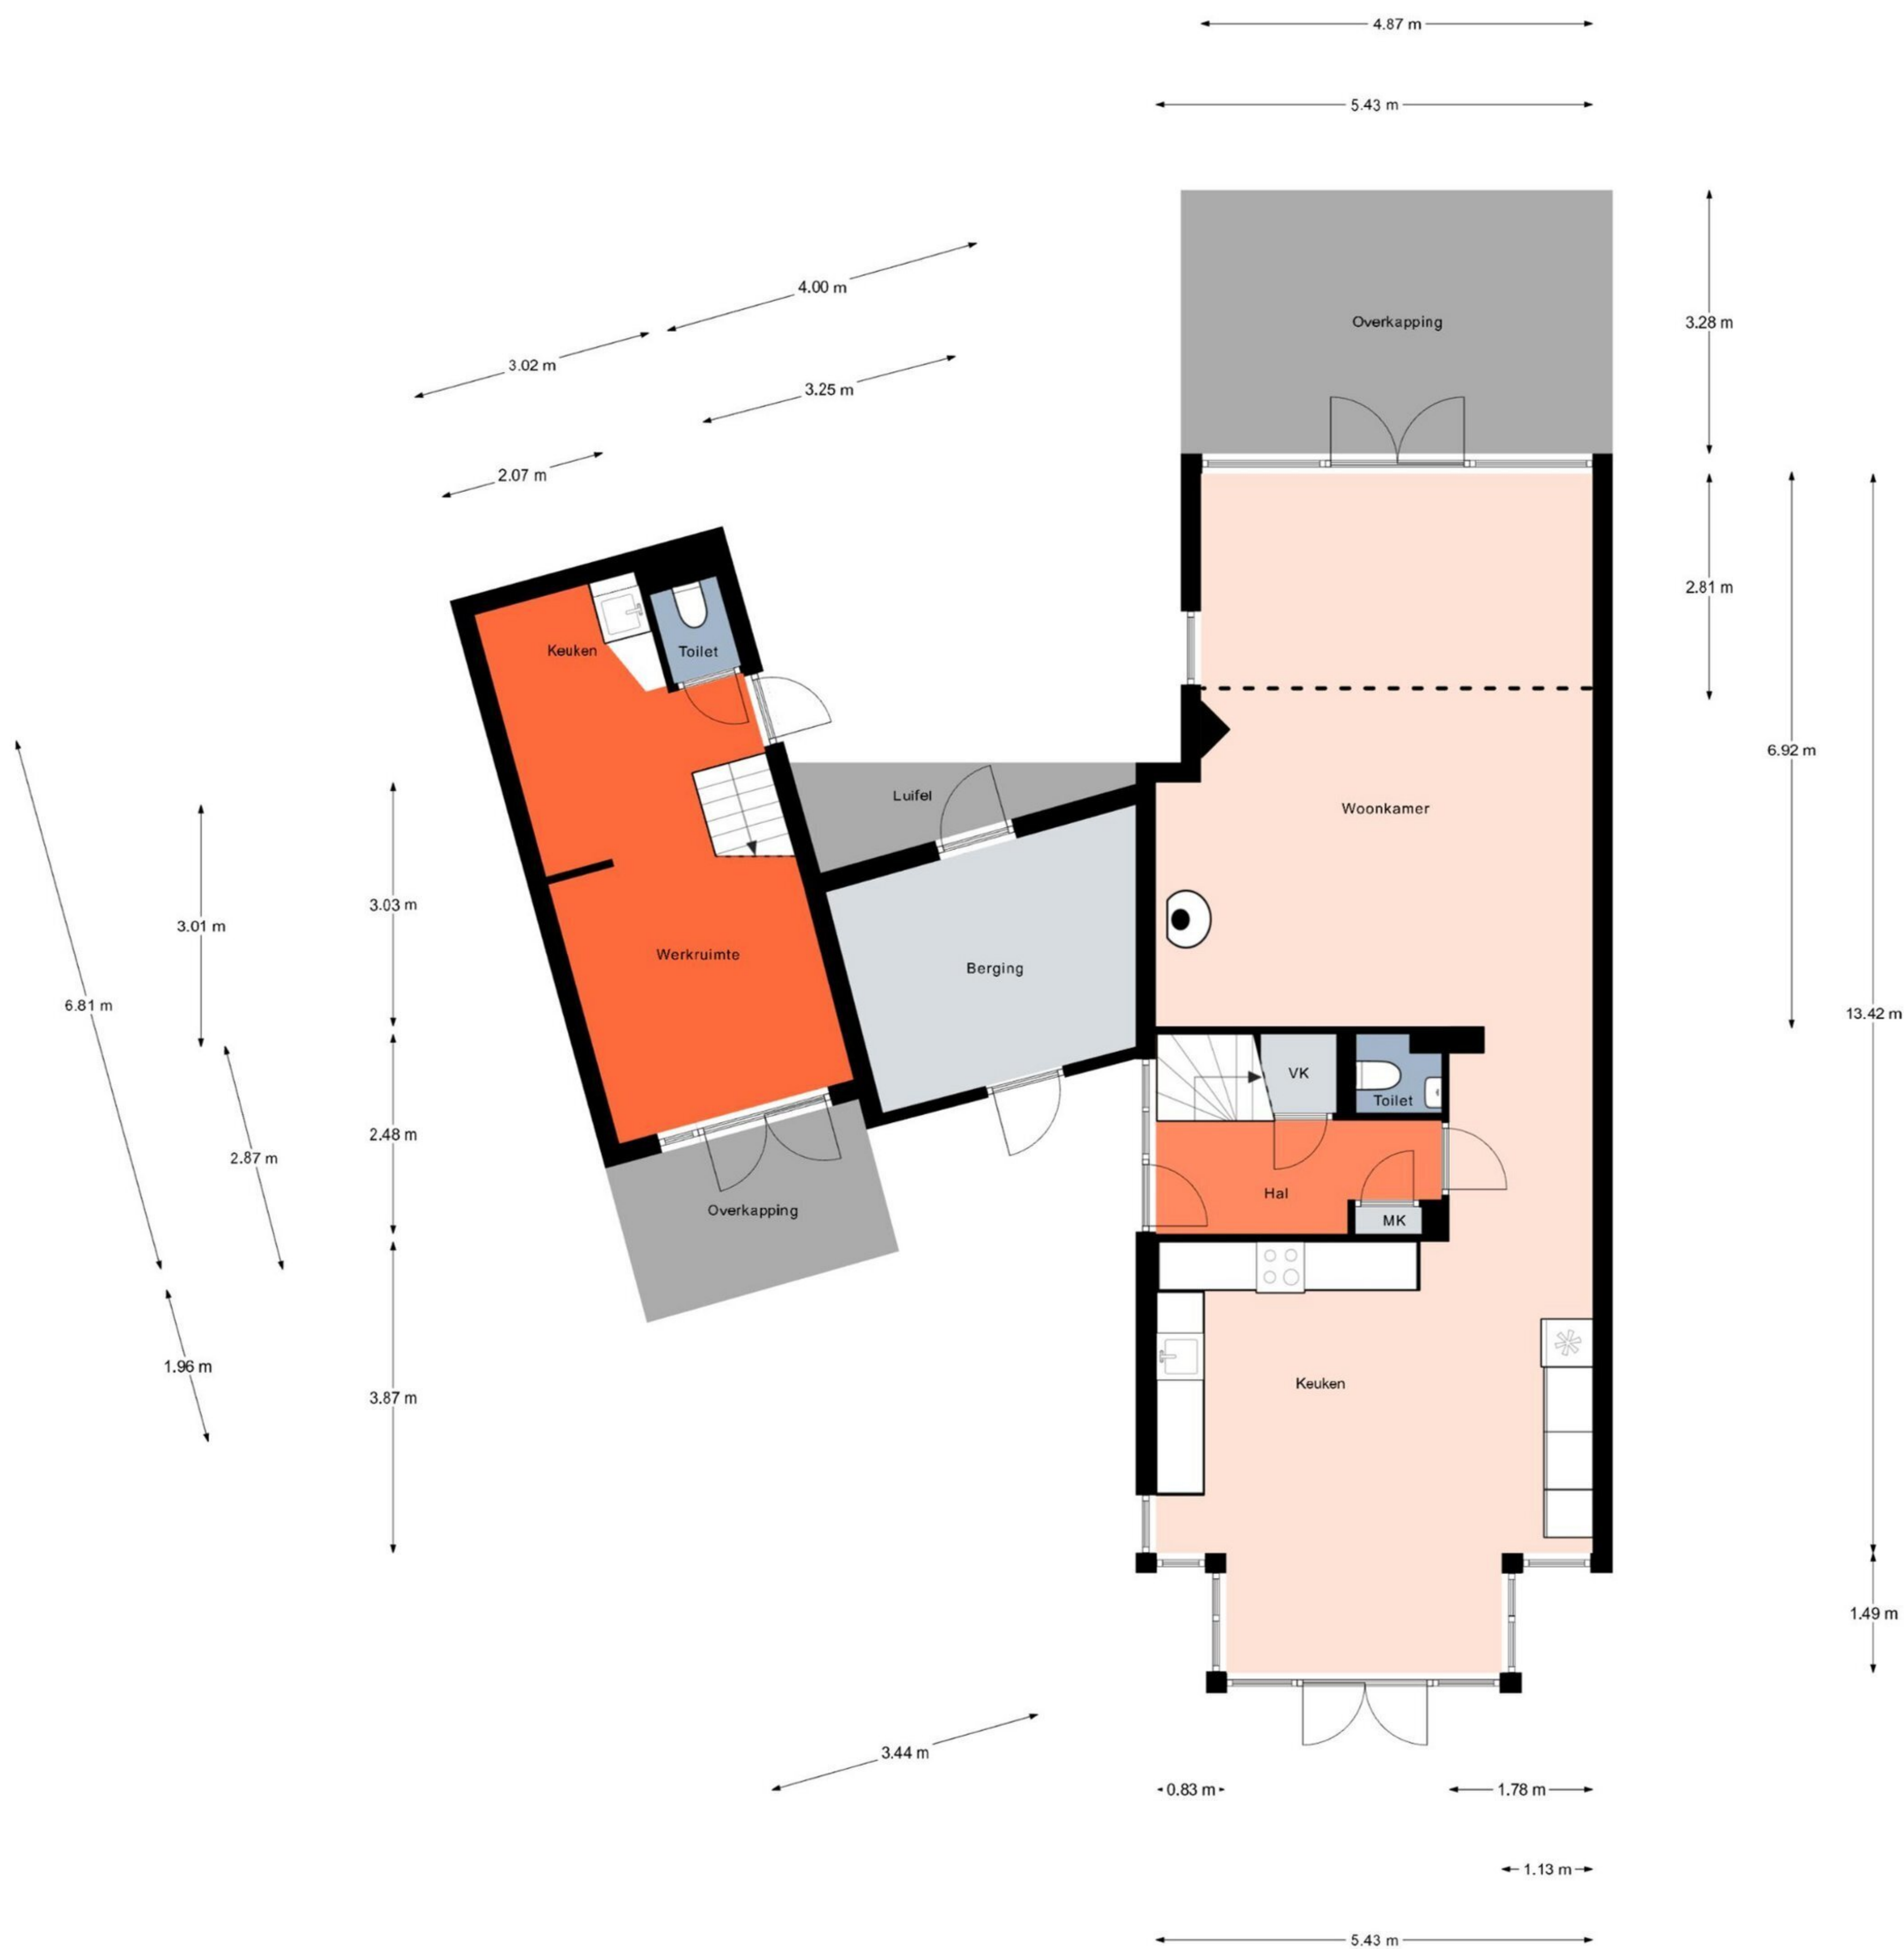 4.87 m
5.43 m
4.00 m
Overkapping
3.28 m
3.02 m
3.25 m
2.07 m
2.81 m
Keuken
Toilet
6.92 m
Luifel
Woonkamer
3.03 m
3.01 m
Werkruimte
Berging
6.81 m
13.42 m
VK
Toilet
2.48 m
2.87 m
Hal
Overkapping
MK
1.96 m
Keuken
3.87 m
1.49 m
3.44 m
0.83 m
1.78 m
1.13 m
5.43 m